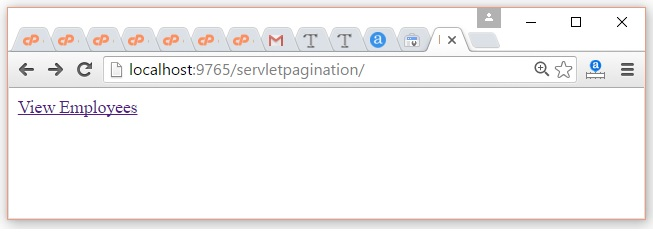 localhost:9765/servletpagination/
View Employees